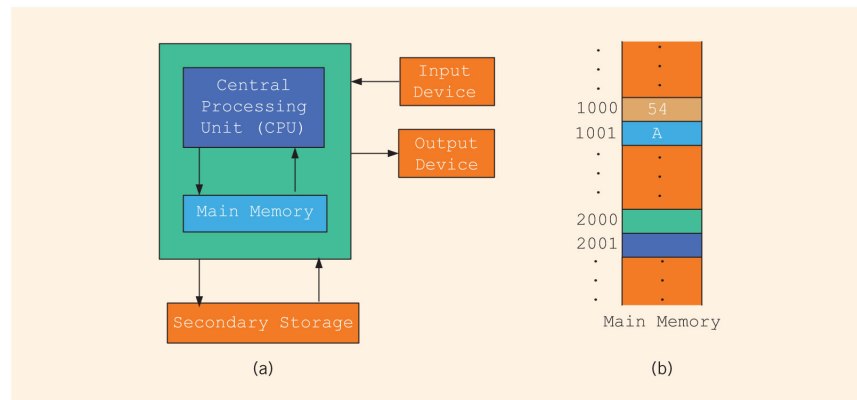 Central
Processing
Unit (CPU)
Main Memory
Input
Device
Output
Device
Secondary Storage
(a)
1000 54
1001 A
2000
2001
Main Memory
(b)